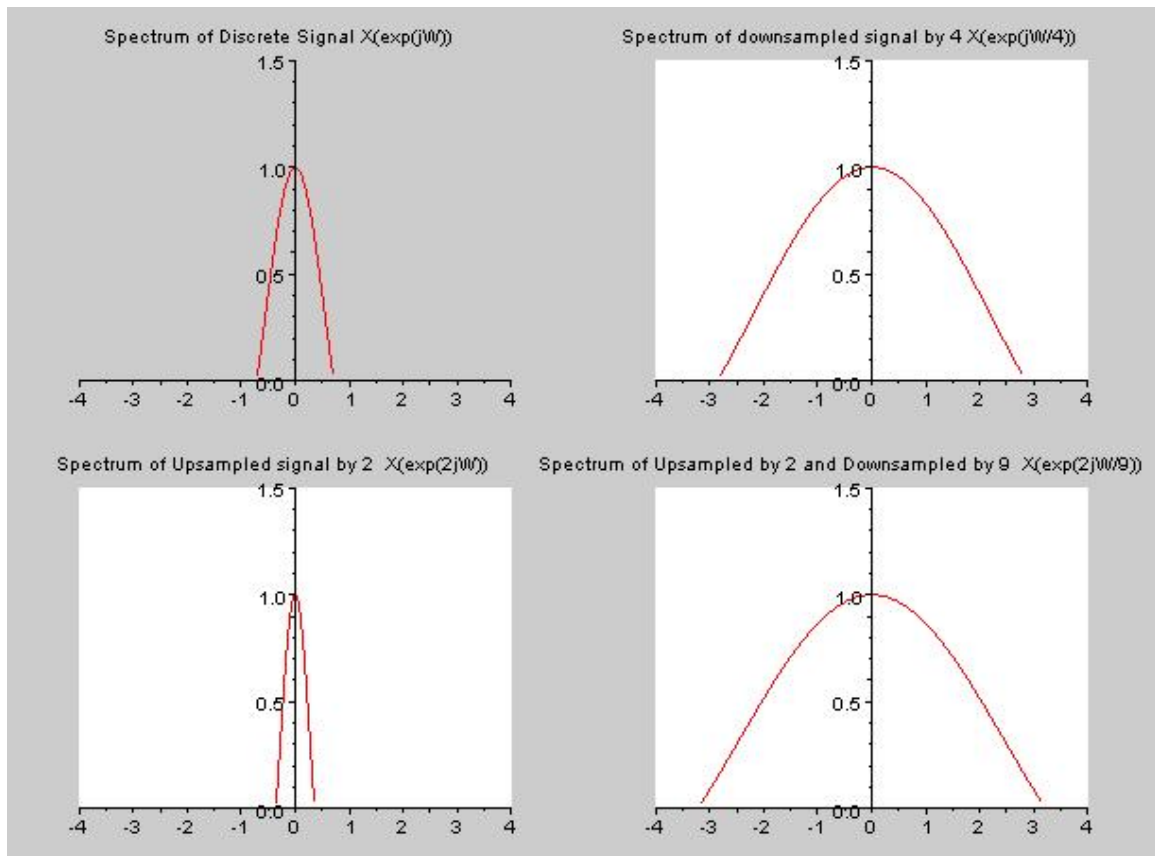 Spectrum of Discrete Signal X(exp(jW))
1.5
1.0
0.5
0.0
-4 -3 -2 -1 0 1 2 3 4
Spectrum of downsampled signal by 4 X(exp(jW/4))
1.5
1.0
0.5
0.0
-4 -3 -2 -1 0 1 2 3 4
Spectrum of Upsampled signal by 2 X(exp(2jW))
1.5
1.0
0.5
0.0
-4 -3 -2 -1 0 1 2 3 4
Spectrum of Upsampled by 2 and Downsampled by 9 X(exp(2jW/9))
1.5
1.0
0.5
0.0
-4 -3 -2 -1 0 1 2 3 4